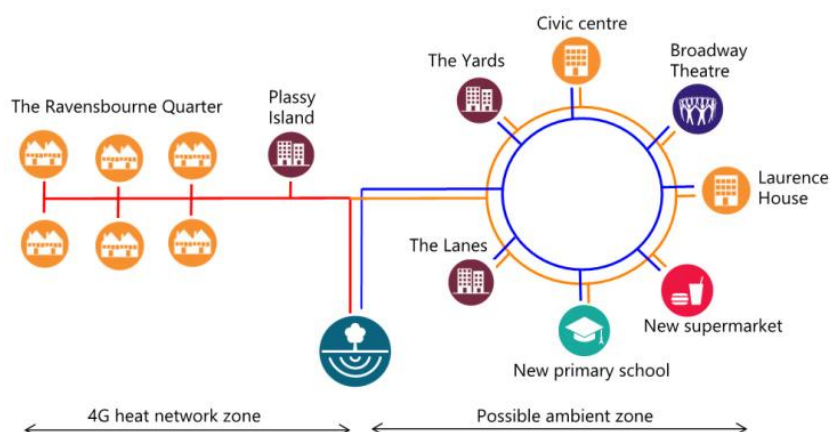 Civic centre
The Yards
Broadway
Theatre
The Ravensbourne Quarter
Plassy
Island
Laurence
House
The Lanes
New supermarket
New primary school
4G heat network zone
Possible ambient zone